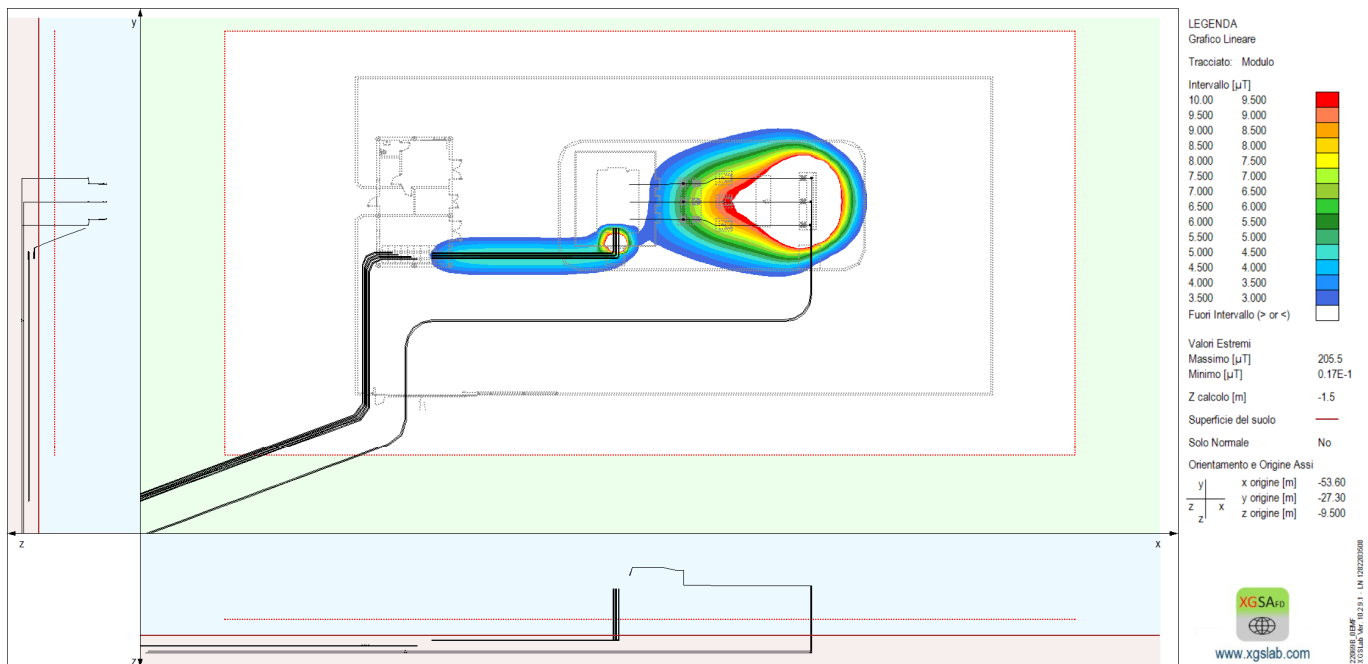 y
z
x
z
LEGENDA
Grafico Lineare
Tracciato: Modulo
Intervallo [µT]
10.00 9.500
9.500 9.000
9.000 8.500
8.500 8.000
8.000 7.500
7.500 7.000
7.000 6.500
6.500 6.000
6.000 5.500
5.500 5.000
5.000 4.500
4.500 4.000
4.000 3.500
3.500 3.000
Fuori Intervallo (> or <)
Valori Estremi
Massimo [µT] 205.5
Minimo [µT] 0.17E-1
Z calcolo [m] -1.5
Superficie del suolo
Solo Normale No
Orientamento e Origine Assi
y
z x
z
x origine [m] -53.60
y origine [m] -27.30
z origine [m] -9.500
XGSAFD
www.xgslab.com